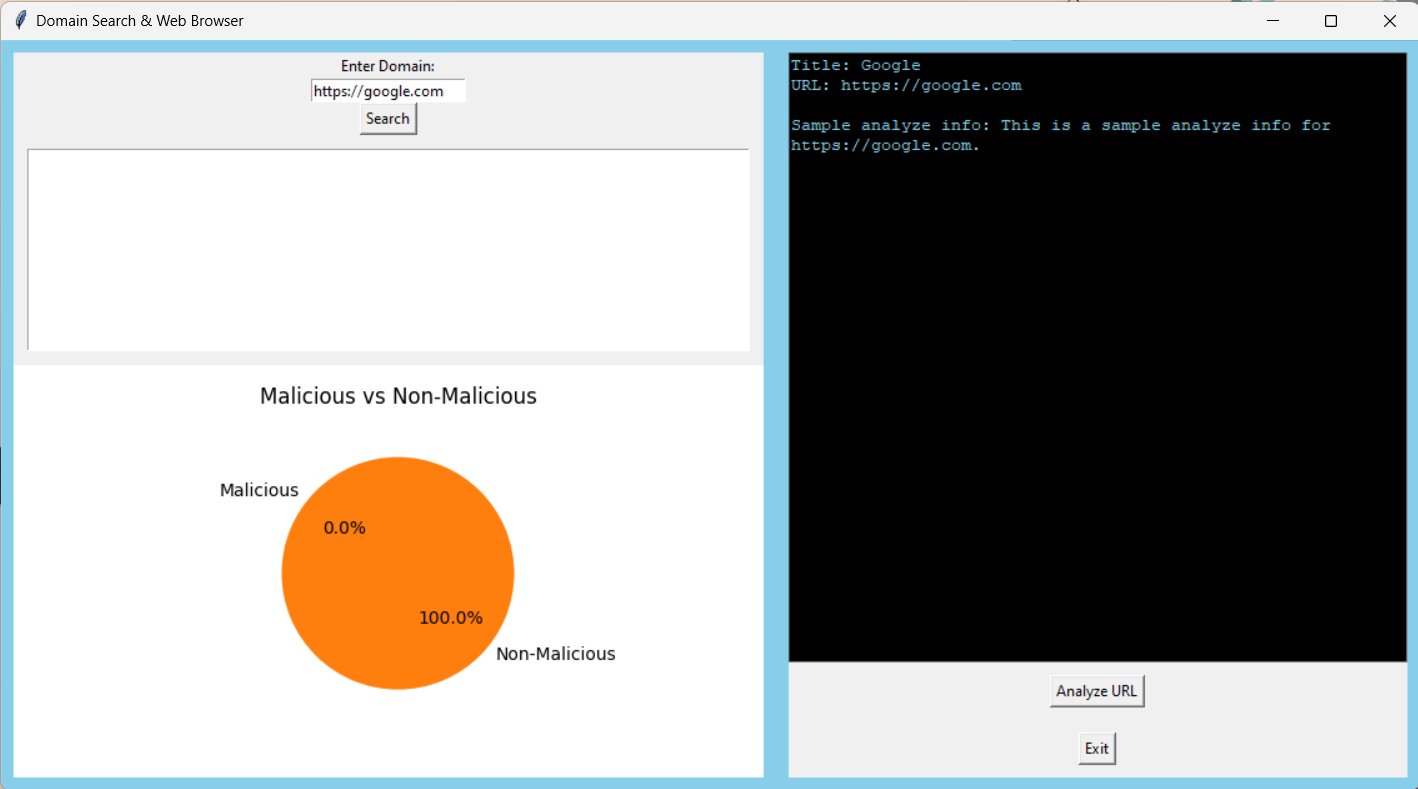 Domain Search & Web Browser
Enter Domain:
https://google.com
Search
Malicious vs Non-Malicious
Malicious
0.0%
100.0%
Non-Malicious
Title: Google
URL: https://google.com
Sample analyze info: This is a sample analyze info for
https://google.com.
Analyze URL
Exit